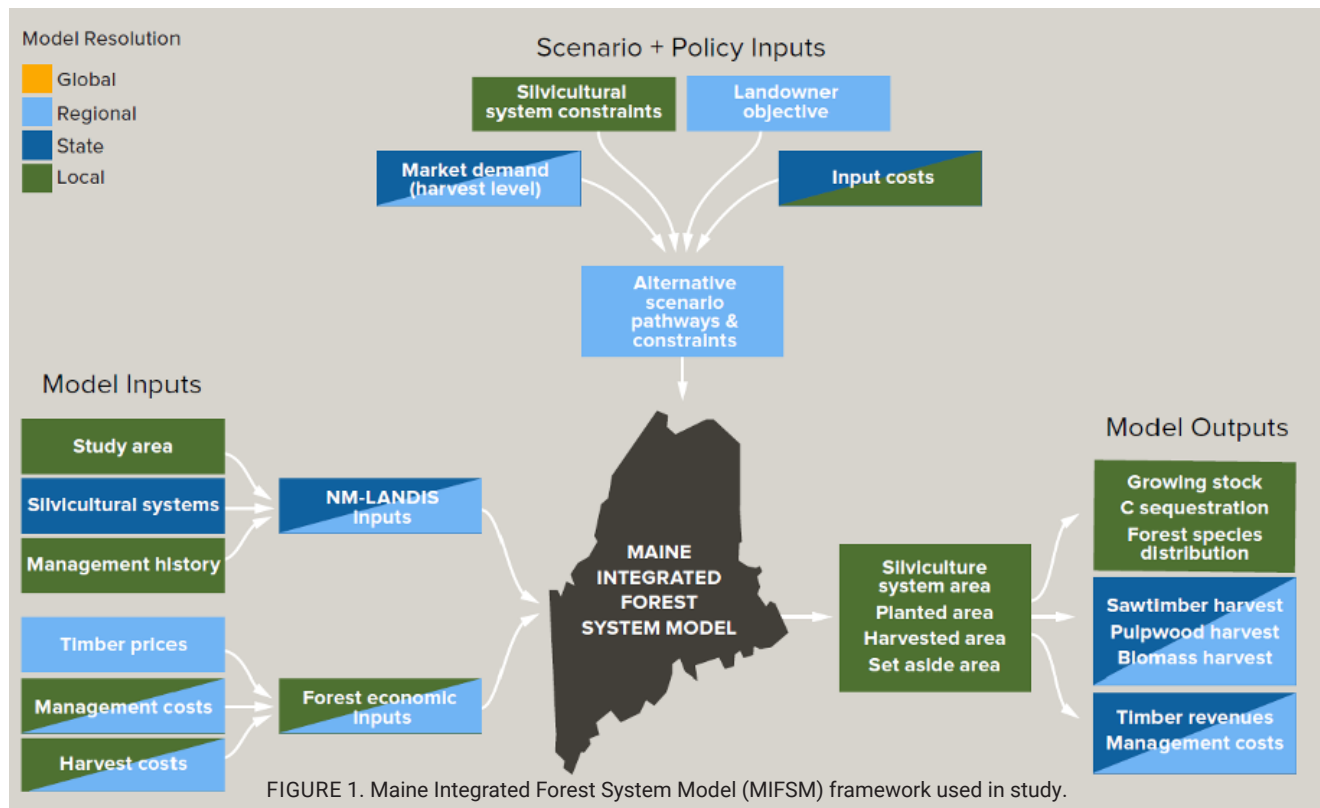 Model Resolution
Global
Regional
State
Local
Scenario + Policy Inputs
Silvicultural
system constraints
Landowner
objective
Market demand
(harvest level)
Input costs
Alternative
scenario
pathways &
constraints
Model Inputs
Study area
Silvicultural systems
Management history
NM-LANDIS
Inputs
Timber prices
Management costs
Harvest costs
Forest economic
Inputs
MAINE
INTEGRATED
FOREST
SYSTEM MODEL
Silviculture
system area
Planted area
Harvested area
Set aside area
Model Outputs
Growing stock
C sequestration
Forest species
distribution
Sawtimber harvest
Pulpwood harvest
Biomass harvest
Timber revenues
Management costs
FIGURE 1. Maine Integrated Forest System Model (MIFSM) framework used in study.